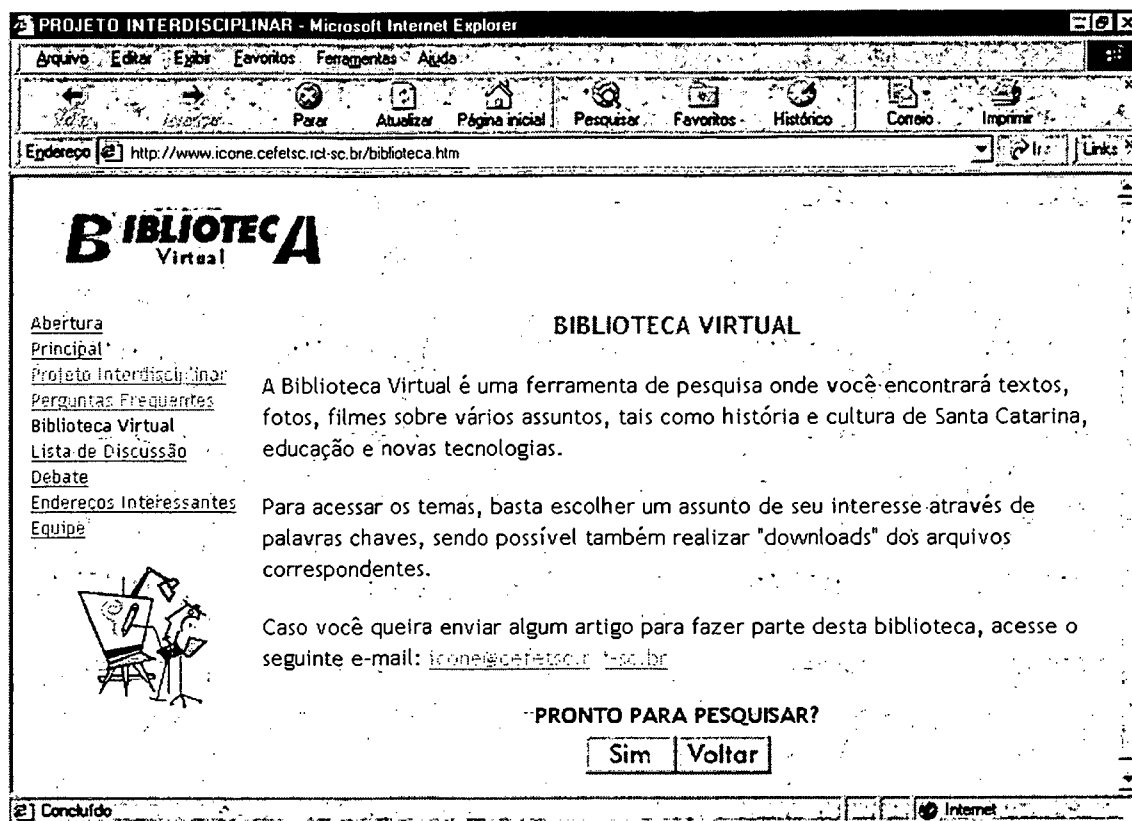 PROJETO INTERDISCIPLINAR - Microsoft Internet Explorer
Arquivo Editar Exibir Favoritos Ferramentas Ajuda
Parar Atualizar Página inicial Pesquisar Favoritos Histórico Correio Imprimir
Endereço http://www.icone.cefetsc.rct-sc.br/biblioteca.htm Ir Links
BIBLIOTECA
Virtual
Abertura
Principal
Projeto Interdisciplinar
Perguntas Frequentes
Biblioteca Virtual
Lista de Discussão
Debate
Endereços Interessantes
Equipe
BIBLIOTECA VIRTUAL
A Biblioteca Virtual é uma ferramenta de pesquisa onde você encontrará textos,
fotos, filmes sobre vários assuntos, tais como história e cultura de Santa Catarina,
educação e novas tecnologias.
Para acessar os temas, basta escolher um assunto de seu interesse através de
palavras chaves, sendo possível também realizar "downloads" dos arquivos
correspondentes.
Caso você queira enviar algum artigo para fazer parte desta biblioteca, acesse o
seguinte e-mail:
PRONTO PARA PESQUISAR?
Sim Voltar
Concluído Internet